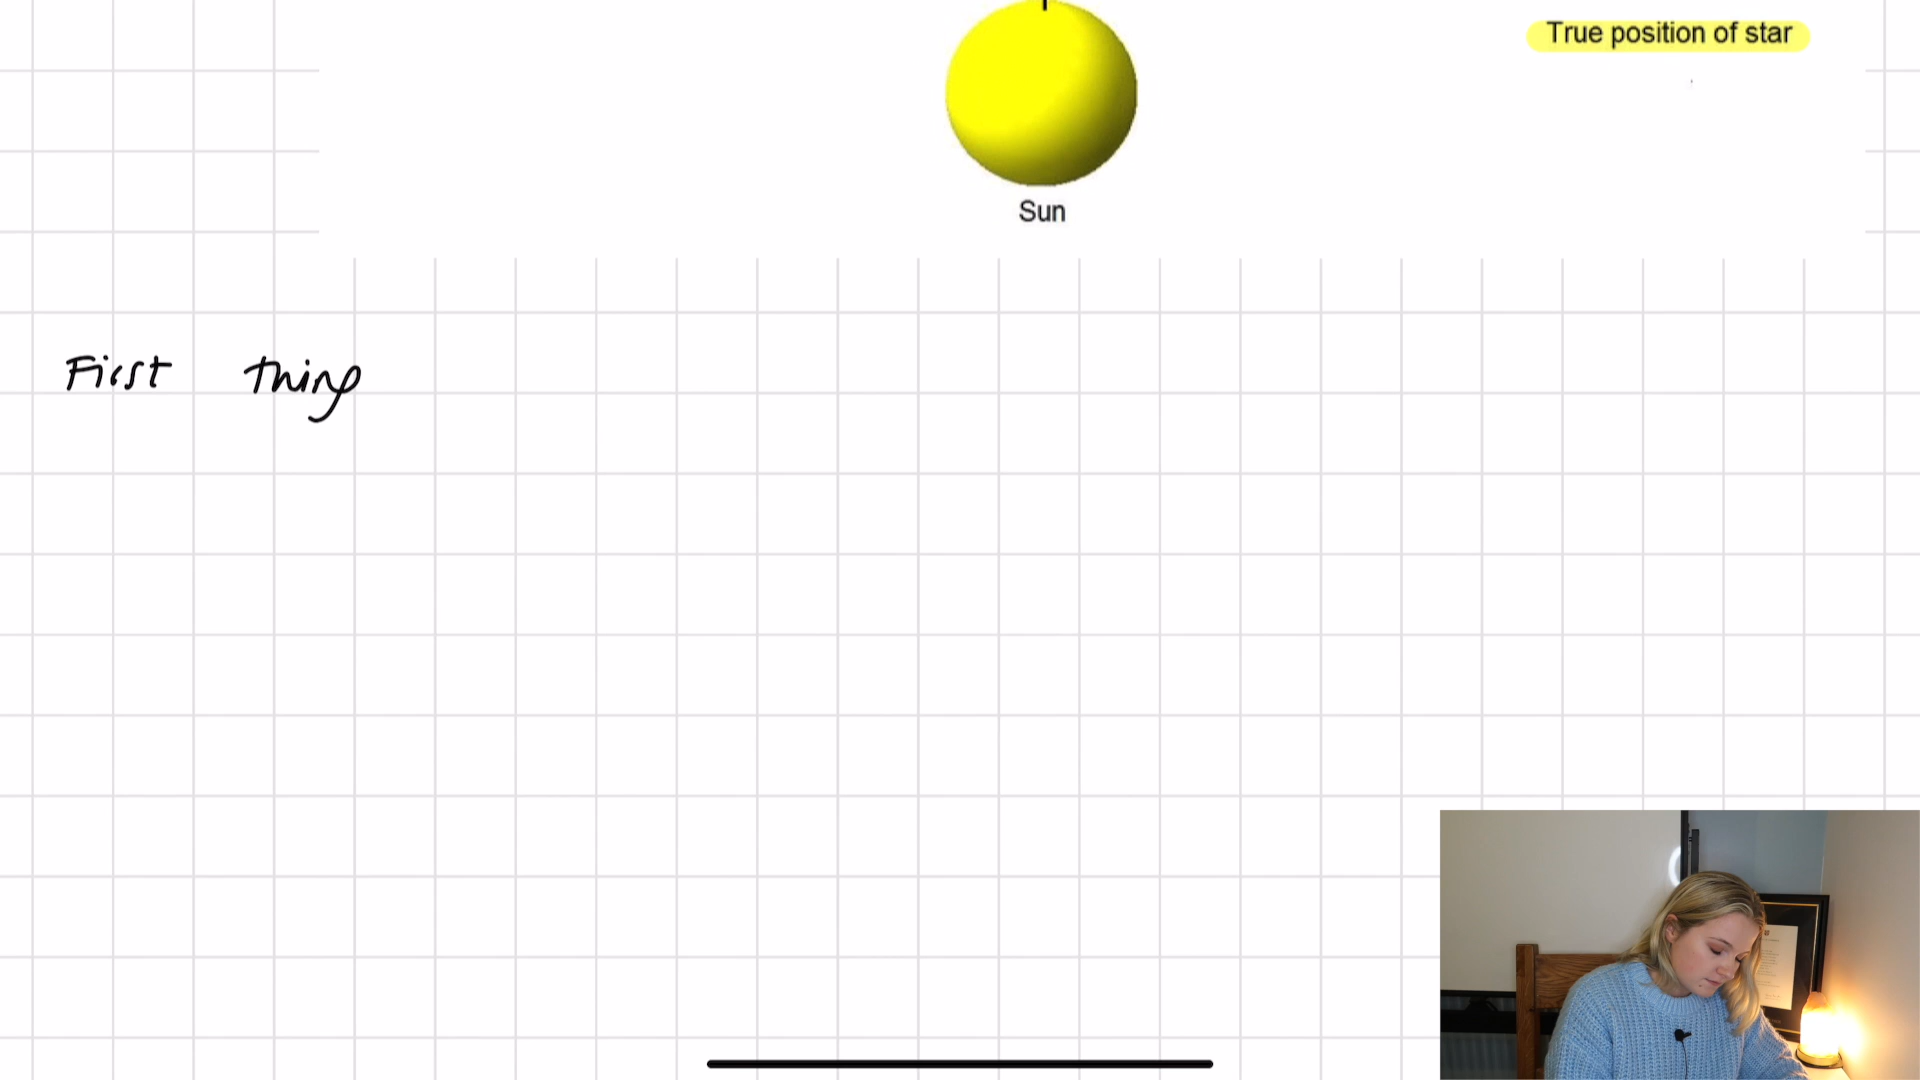 True position of star
Sun
First thing